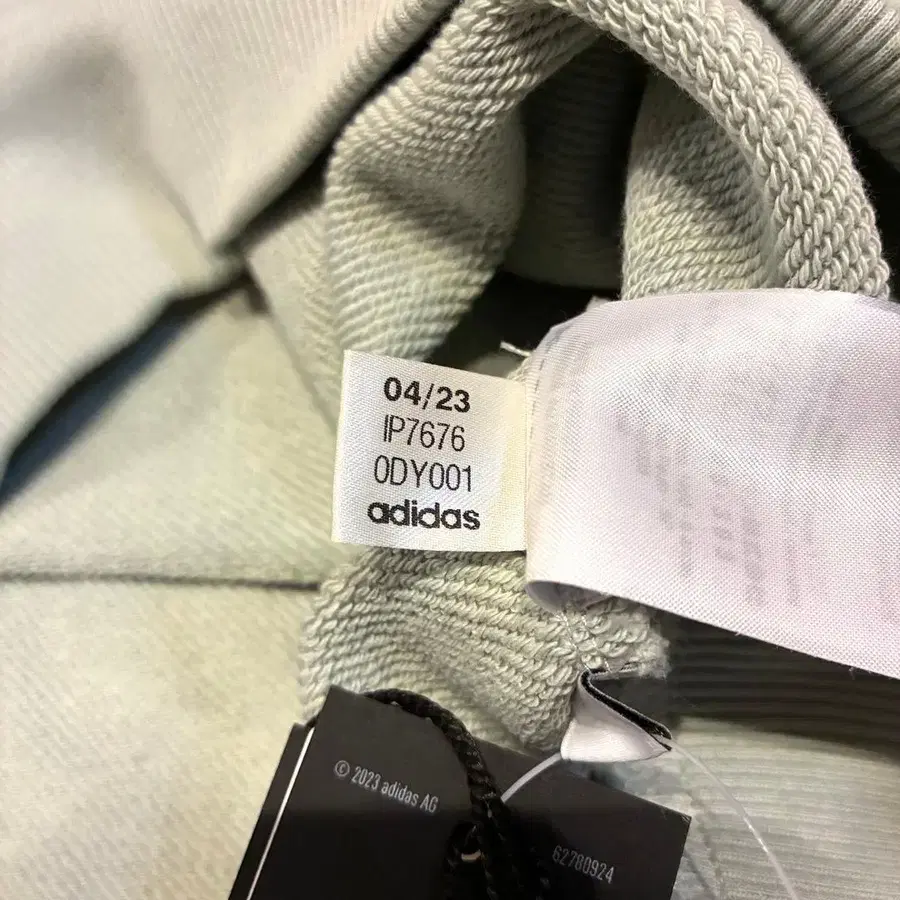 04/23
IP7676
0DY001
adidas
© 2023 adidas AG
62780924